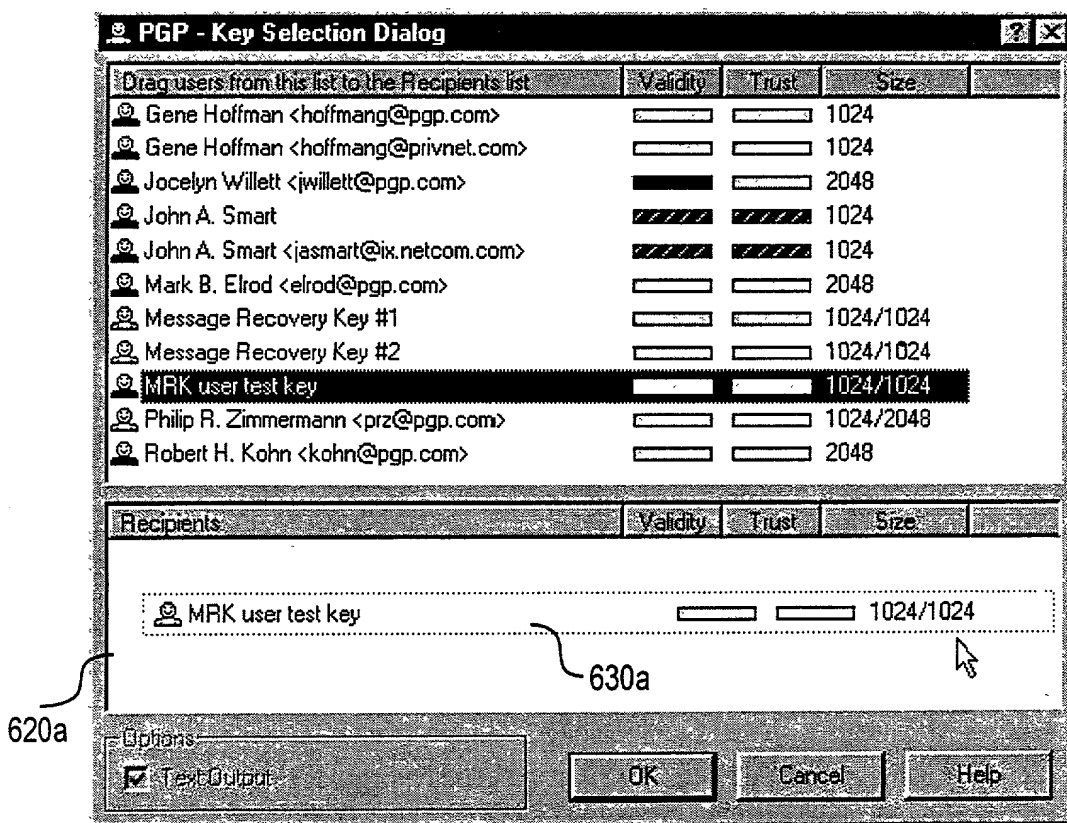 PGP - Key Selection Dialog
Drag users from this list to the Recipients list Validity Trust Size
Gene Hoffman <hoffmang@pgp.com> 1024
Gene Hoffman <hoffmang@privnet.com> 1024
Jocelyn Willett <jwillett@pgp.com> 2048
John A. Smart 1024
John A. Smart <jasmart@ix.netcom.com> 1024
Mark B. Elrod <elrod@pgp.com> 2048
Message Recovery Key #1 1024/1024
Message Recovery Key #2 1024/1024
MRK user test key 1024/1024
Philip R. Zimmermann <prz@pgp.com> 1024/2048
Robert H. Kohn <kohn@pgp.com> 2048
Recipients Validity Trust Size
MRK user test key 1024/1024
630a
620a
Options
Text Output
OK Cancel Help